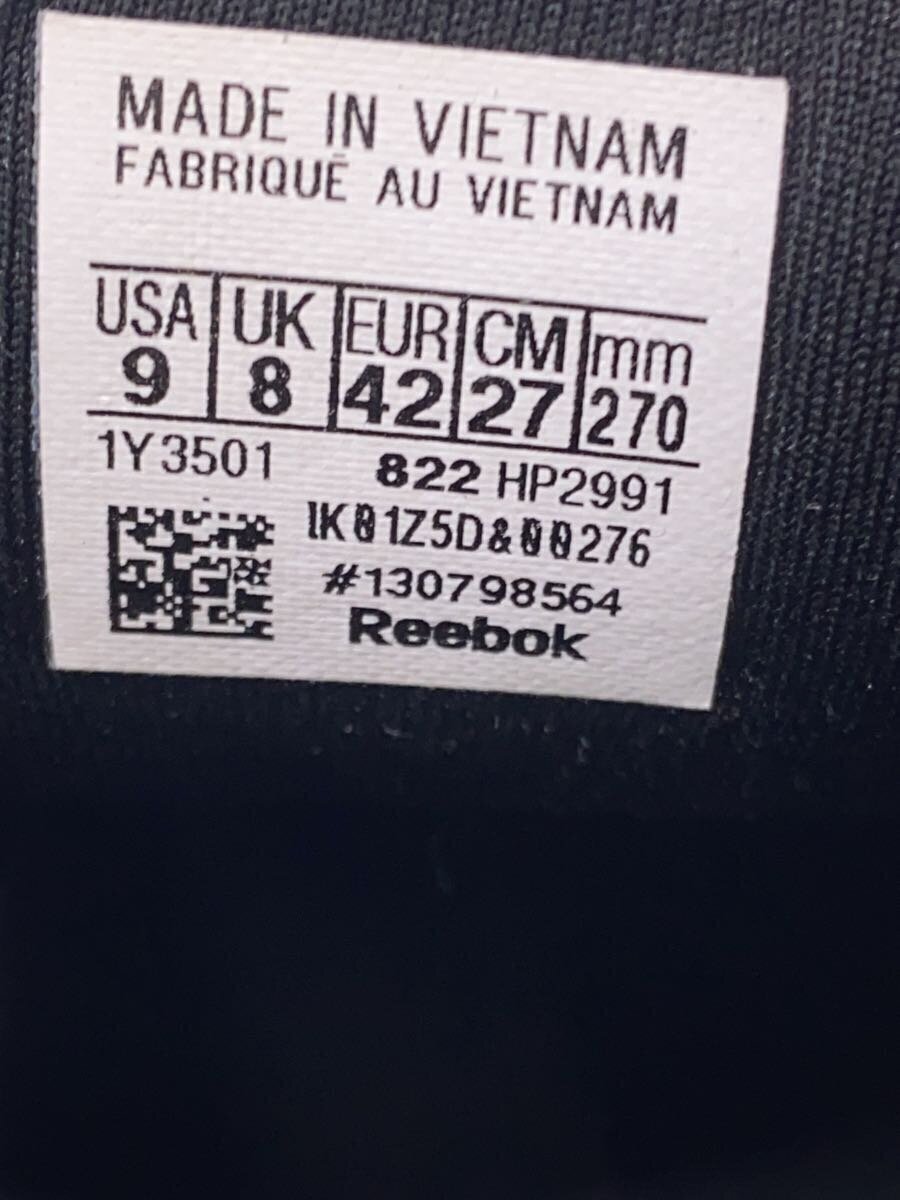 MADE IN VIETNAM
FABRIQUÉ AU VIETNAM
USA UK EUR CM mm
9 8 42 27 270
1Y3501 822 HP2991
IK01Z5D&00276
#130798564
Reebok